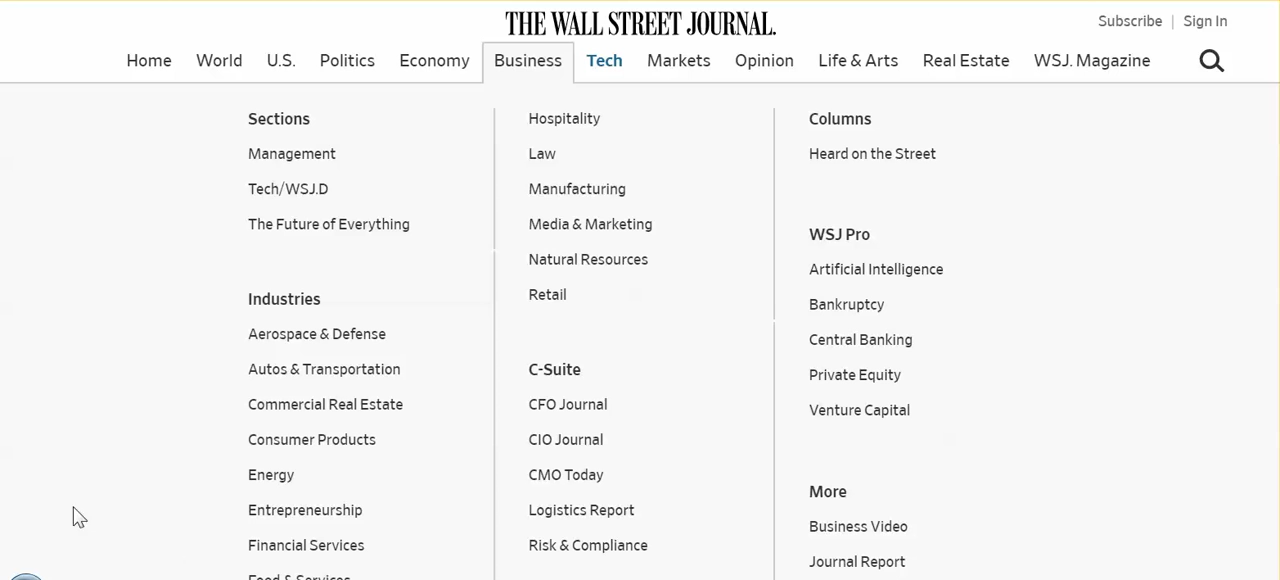 THE WALL STREET JOURNAL.
Subscribe | Sign In
Home World U.S. Politics Economy Business Tech Markets Opinion Life & Arts Real Estate WSJ. Magazine
Sections
Management
Tech/WSJ.D
The Future of Everything
Industries
Aerospace & Defense
Autos & Transportation
Commercial Real Estate
Consumer Products
Energy
Entrepreneurship
Financial Services
Food & Services
Hospitality
Law
Manufacturing
Media & Marketing
Natural Resources
Retail
C-Suite
CFO Journal
CIO Journal
CMO Today
Logistics Report
Risk & Compliance
Columns
Heard on the Street
WSJ Pro
Artificial Intelligence
Bankruptcy
Central Banking
Private Equity
Venture Capital
More
Business Video
Journal Report